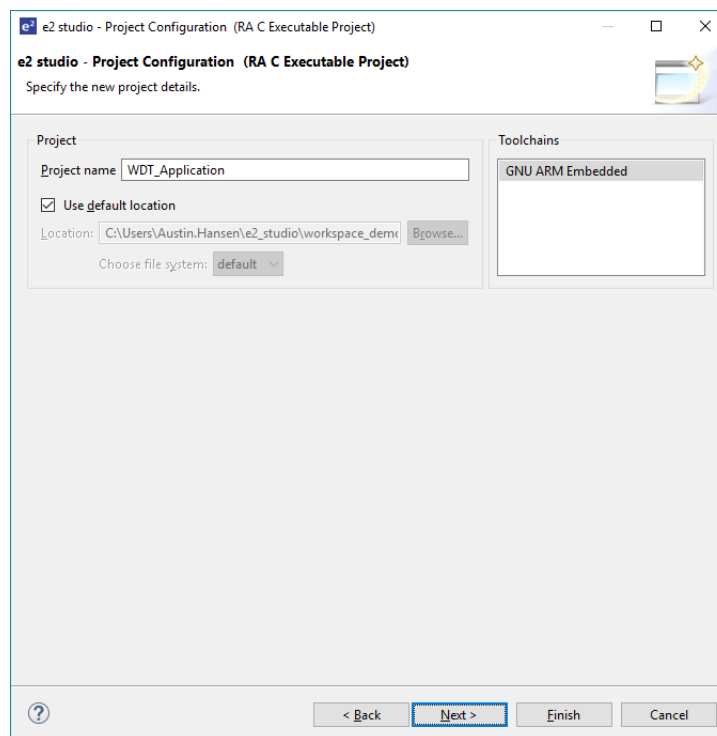 e² e2 studio - Project Configuration (RA C Executable Project)
e2 studio - Project Configuration (RA C Executable Project)
Specify the new project details.
Project
Project name WDT_Application
Use default location
Location: C:\Users\Austin.Hansen\e2_studio\workspace_demo Browse...
Choose file system: default
Toolchains
GNU ARM Embedded
?
< Back Next > Finish Cancel